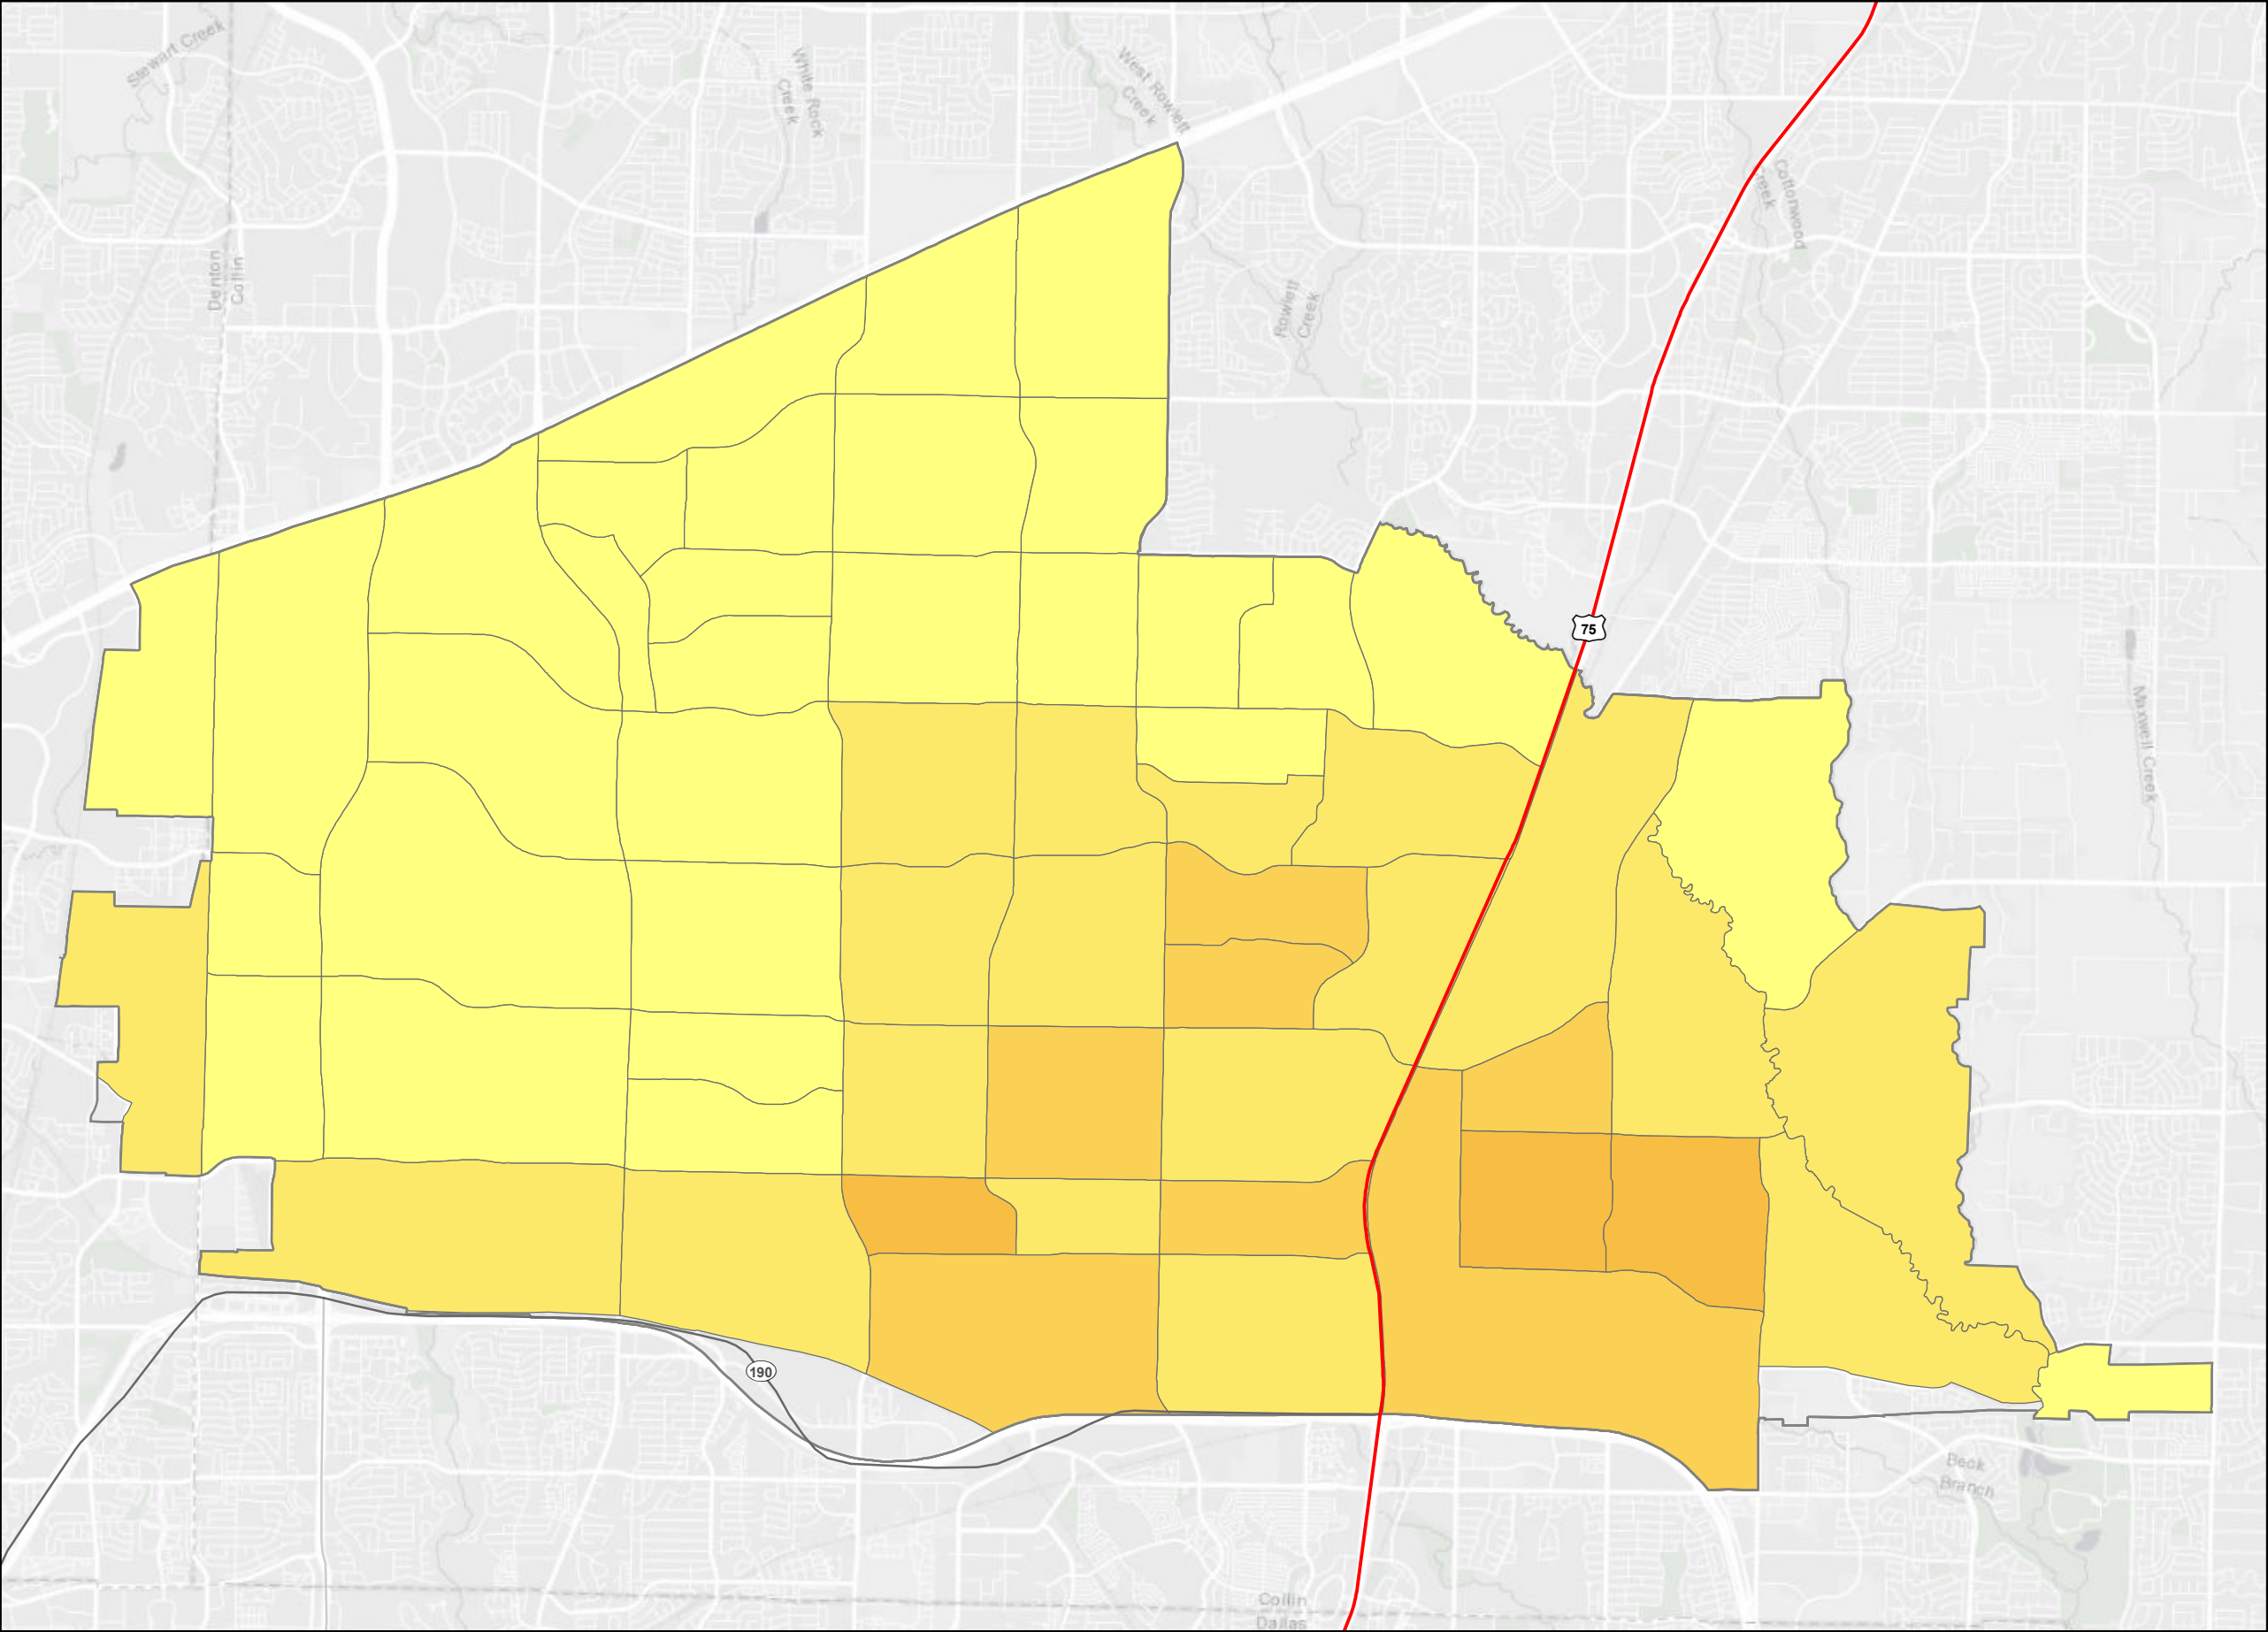 Stewart Creek
White Rock
Creek
West Rowlett
Creek
Cottonwood
Creek
Denton
Collin
Rowlett
Creek
75
Maxwell Creek
190
Beck
Branch
Collin
Dallas